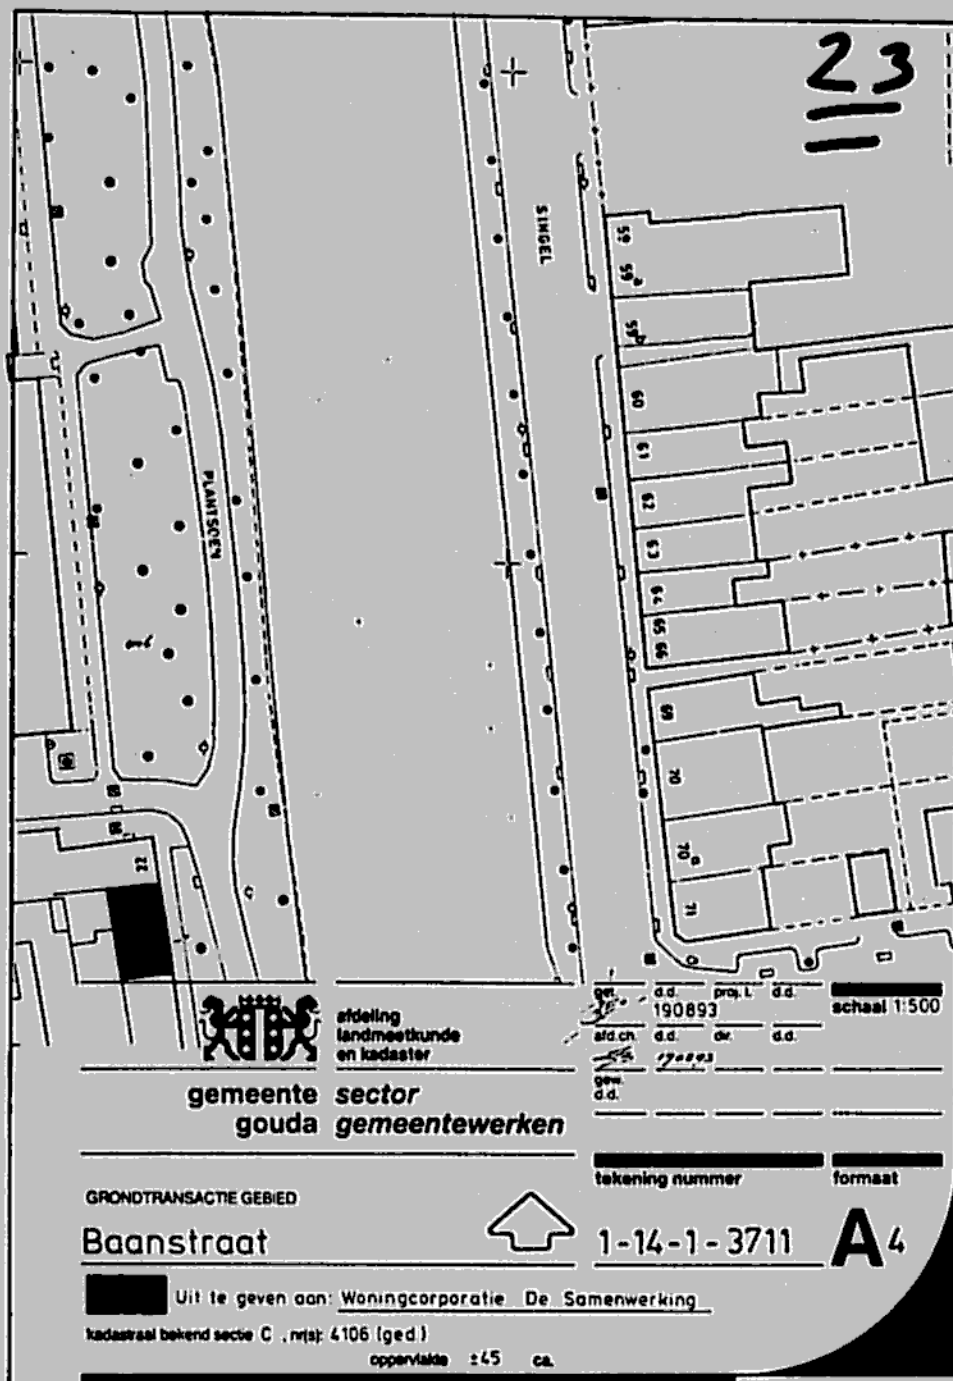 23
SINGEL
59
59a
59b
60
61
62
63
64
65 66
69
70
70a
71
PLANTSOEN
22
afdeling
landmeetkunde
en kadaster
gemeente sector
gouda gemeentewerken
get. d.d. proj. l. d.d.
190893
schaal 1:500
afd.ch. d.d. dir. d.d.
gew.
d.d.
tekening nummer formaat
GRONDTRANSACTIE GEBIED
Baanstraat
1-14-1-3711 A4
Uit te geven aan: Woningcorporatie De Samenwerking
kadastraal bekend sectie C , nr(s): 4106 (ged.)
oppervlakte ±45 ca.